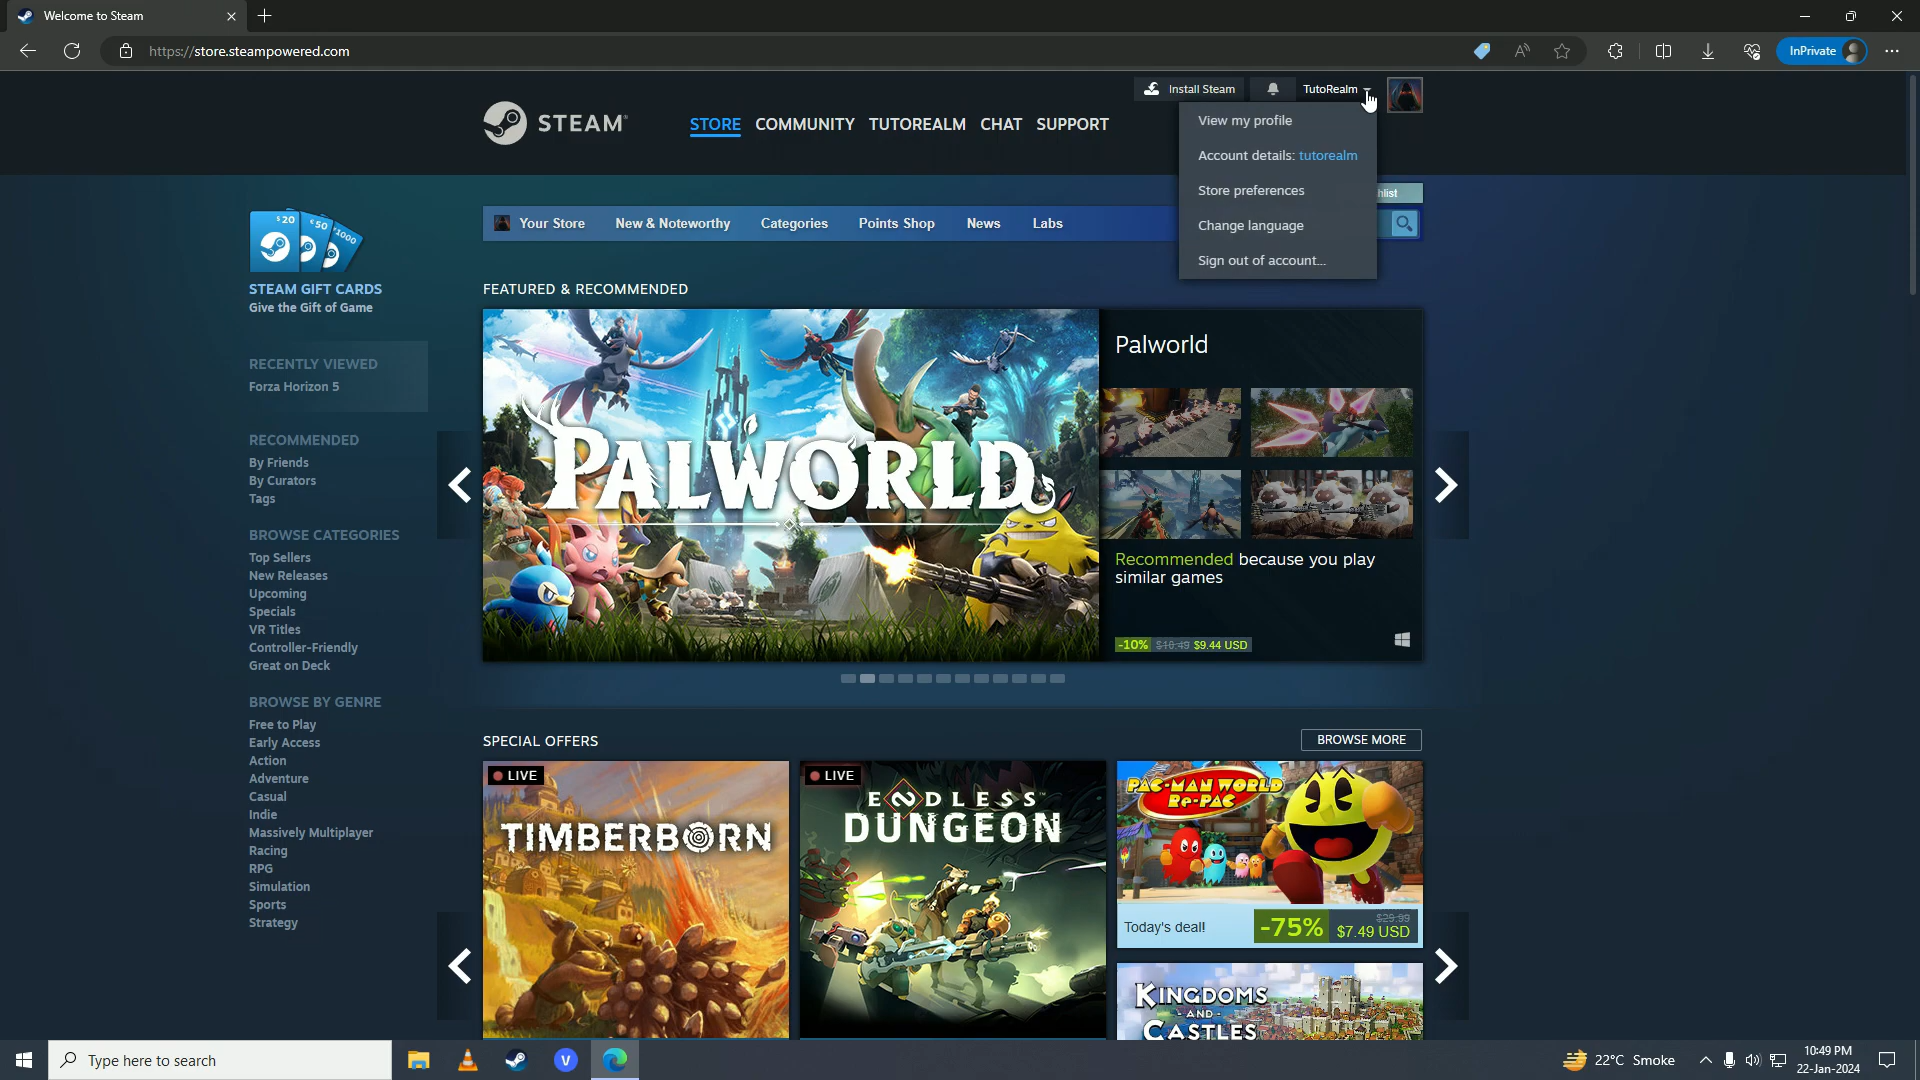 Welcome to Steam
https://store.steampowered.com
InPrivate
Install Steam
TutoRealm
STEAM
STORE COMMUNITY TUTOREALM CHAT SUPPORT
View my profile
Account details: tutorealm
Store preferences
Change language
Sign out of account...
hlist
Your Store New & Noteworthy Categories Points Shop News Labs
$20 €50 ¥1000
STEAM GIFT CARDS
Give the Gift of Game
RECENTLY VIEWED
Forza Horizon 5
RECOMMENDED
By Friends
By Curators
Tags
BROWSE CATEGORIES
Top Sellers
New Releases
Upcoming
Specials
VR Titles
Controller-Friendly
Great on Deck
BROWSE BY GENRE
Free to Play
Early Access
Action
Adventure
Casual
Indie
Massively Multiplayer
Racing
RPG
Simulation
Sports
Strategy
FEATURED & RECOMMENDED
PALWORLD
Palworld
Recommended because you play
similar games
-10% $10.49 $9.44 USD
SPECIAL OFFERS
BROWSE MORE
LIVE
TIMBERBORN
LIVE
ENDLESS™
DUNGEON
PAC-MAN WORLD
Re-PAC
Today's deal!
-75%
$29.99
$7.49 USD
KINGDOMS
AND
CASTLES
Type here to search
V
22°C Smoke
10:49 PM
22-Jan-2024